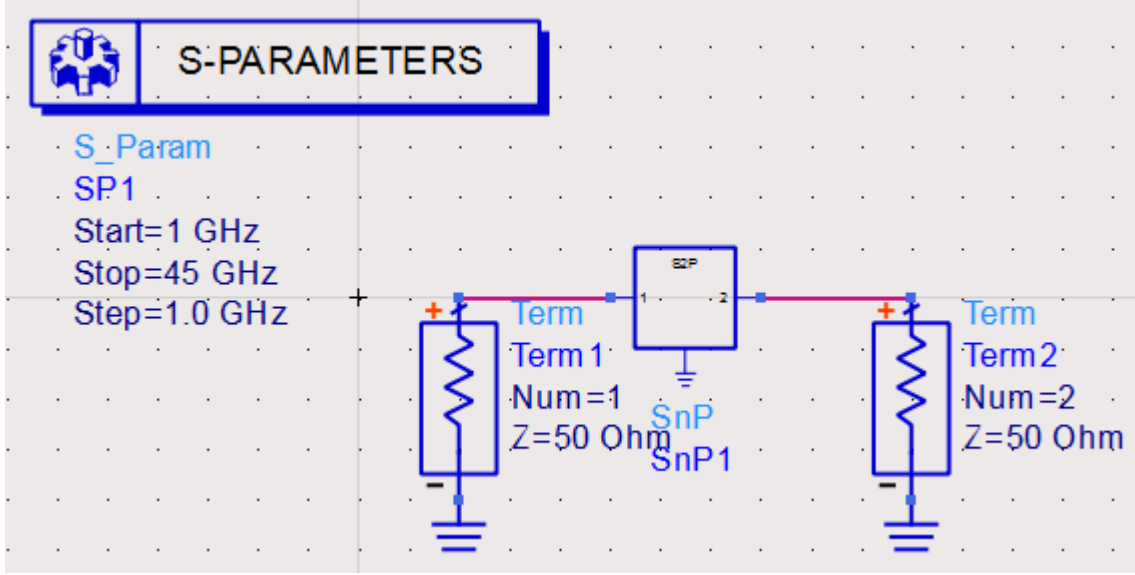 S-PARAMETERS
S_Param
SP1
Start=1 GHz
Stop=45 GHz
Step=1.0 GHz
S2P
1
2
+
Term
Term1
Num=1
Z=50 Ohm
-
SnP
SnP1
+
Term
Term2
Num=2
Z=50 Ohm
-